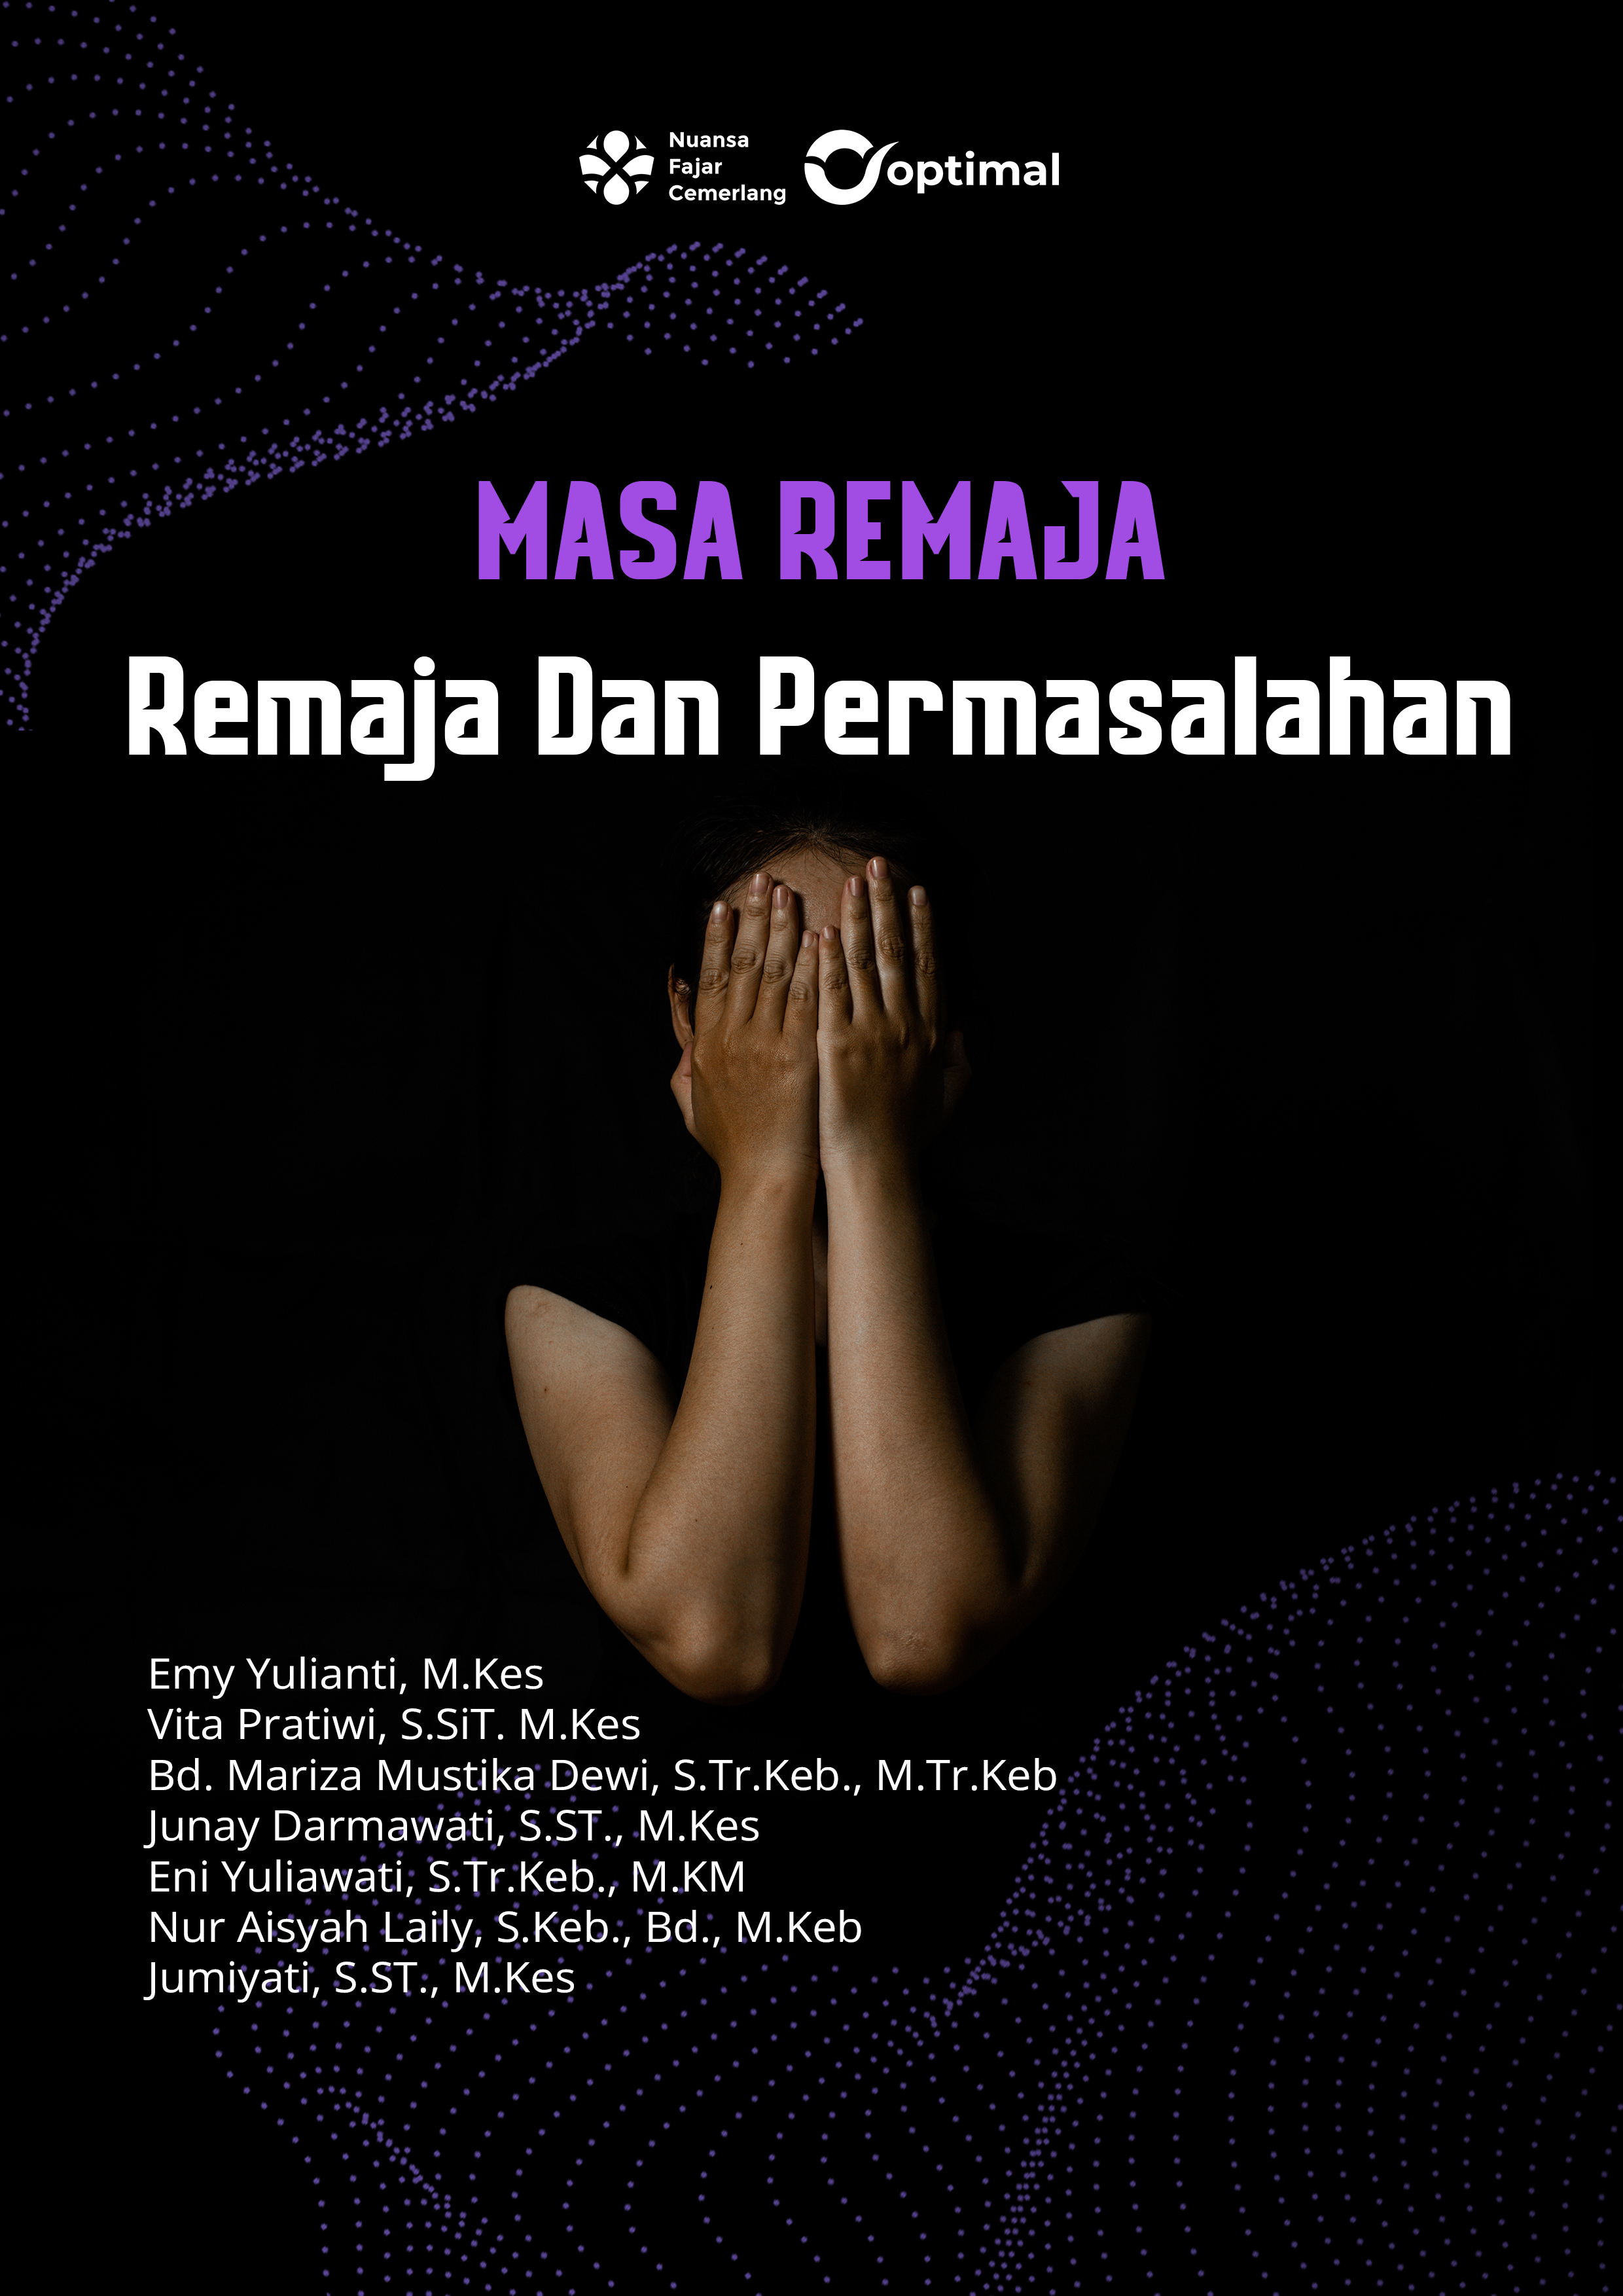 Nuansa
Fajar
Cemerlang
optimal
MASA REMAJA
Remaja Dan Permasalahan
Emy Yulianti, M.Kes
Vita Pratiwi, S.SiT. M.Kes
Bd. Mariza Mustika Dewi, S.Tr.Keb., M.Tr.Keb
Junay Darmawati, S.ST., M.Kes
Eni Yuliawati, S.Tr.Keb., M.KM
Nur Aisyah Laily, S.Keb., Bd., M.Keb
Jumiyati, S.ST., M.Kes